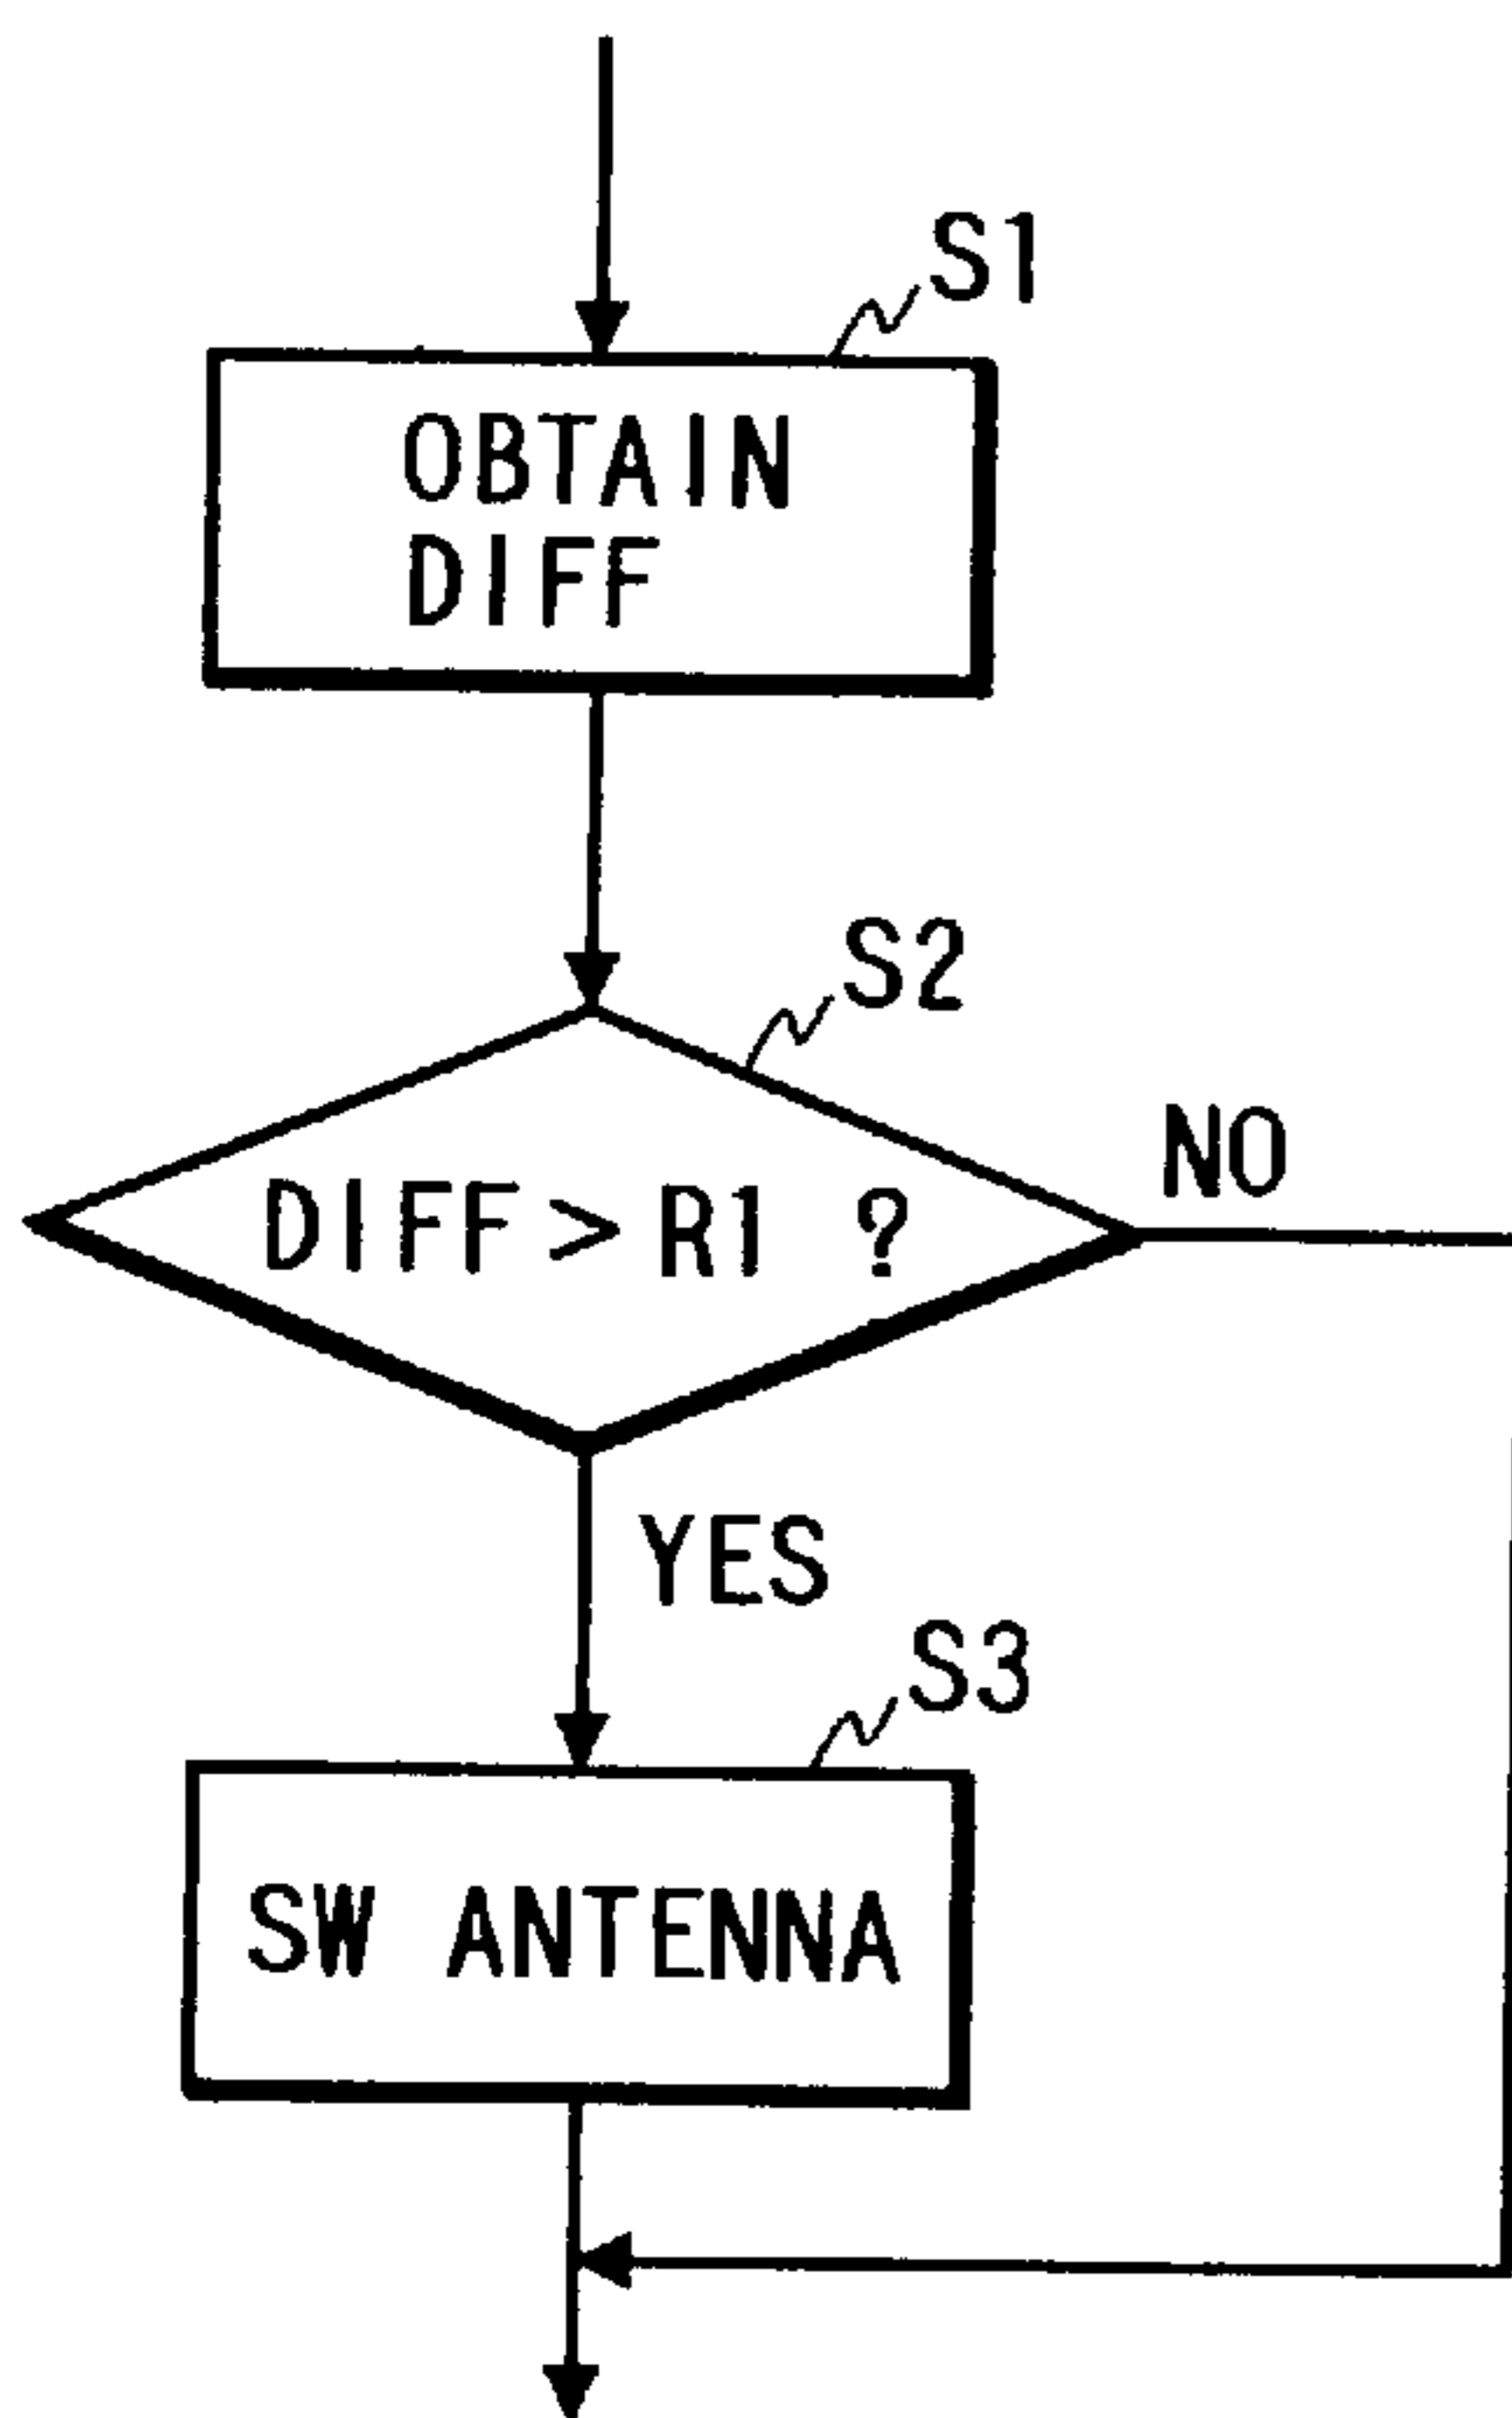 S1
OBTAIN
DIFF
S2
DIFF > R1 ?
NO
YES
S3
SW ANTENNA